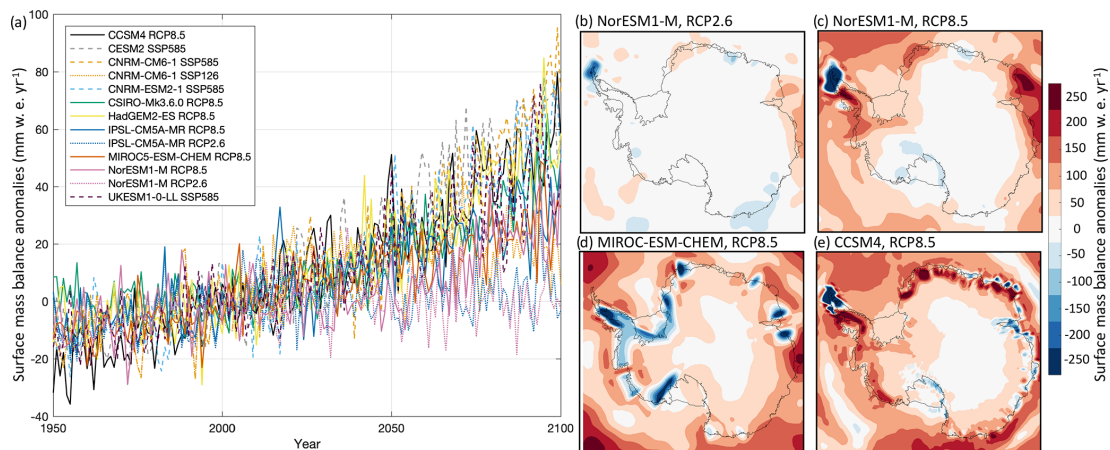 (a)
Surface mass balance anomalies (mm w. e. yr⁻¹)
100
80
60
40
20
0
-20
-40
CCSM4 RCP8.5
CESM2 SSP585
CNRM-CM6-1 SSP585
CNRM-CM6-1 SSP126
CNRM-ESM2-1 SSP585
CSIRO-Mk3.6.0 RCP8.5
HadGEM2-ES RCP8.5
IPSL-CM5A-MR RCP8.5
IPSL-CM5A-MR RCP2.6
MIROC5-ESM-CHEM RCP8.5
NorESM1-M RCP8.5
NorESM1-M RCP2.6
UKESM1-0-LL SSP585
1950
2000
2050
2100
Year
(b) NorESM1-M, RCP2.6
(c) NorESM1-M, RCP8.5
(d) MIROC-ESM-CHEM, RCP8.5
(e) CCSM4, RCP8.5
250
200
150
100
50
0
-50
-100
-150
-200
-250
Surface mass balance anomalies (mm w. e. yr⁻¹)